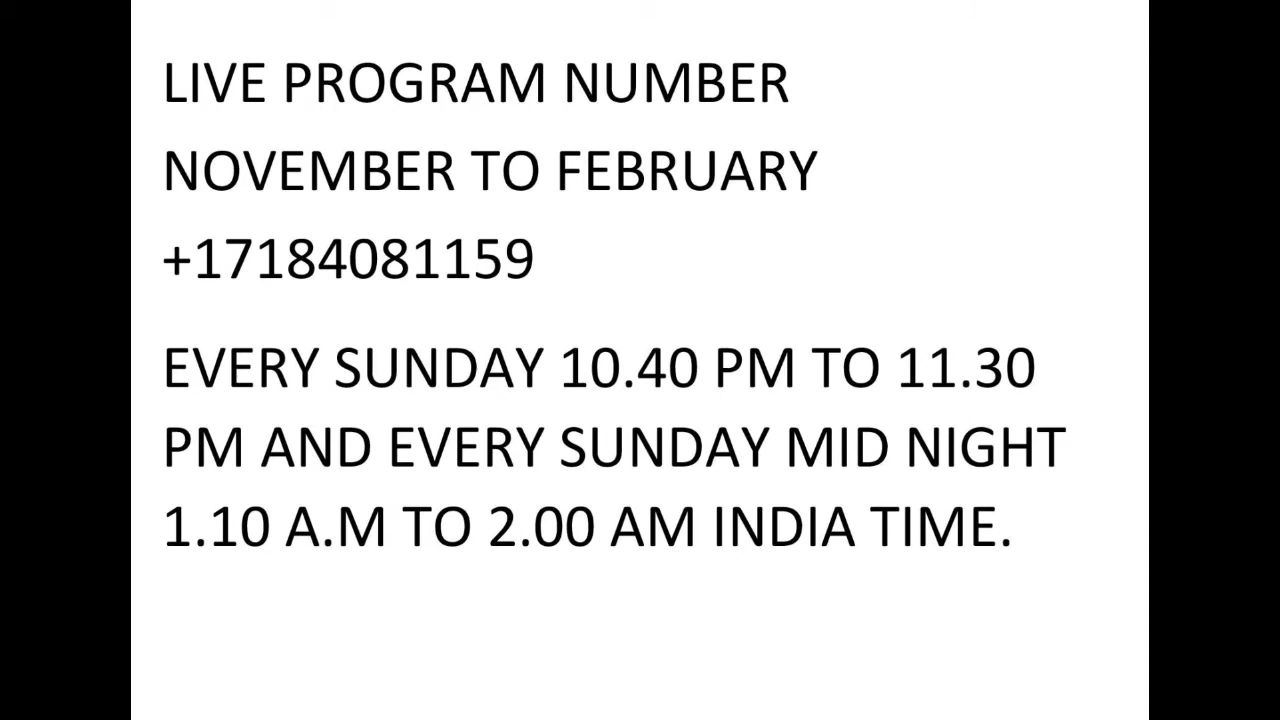 LIVE PROGRAM NUMBER
NOVEMBER TO FEBRUARY
+17184081159
EVERY SUNDAY 10.40 PM TO 11.30
PM AND EVERY SUNDAY MID NIGHT
1.10 A.M TO 2.00 AM INDIA TIME.